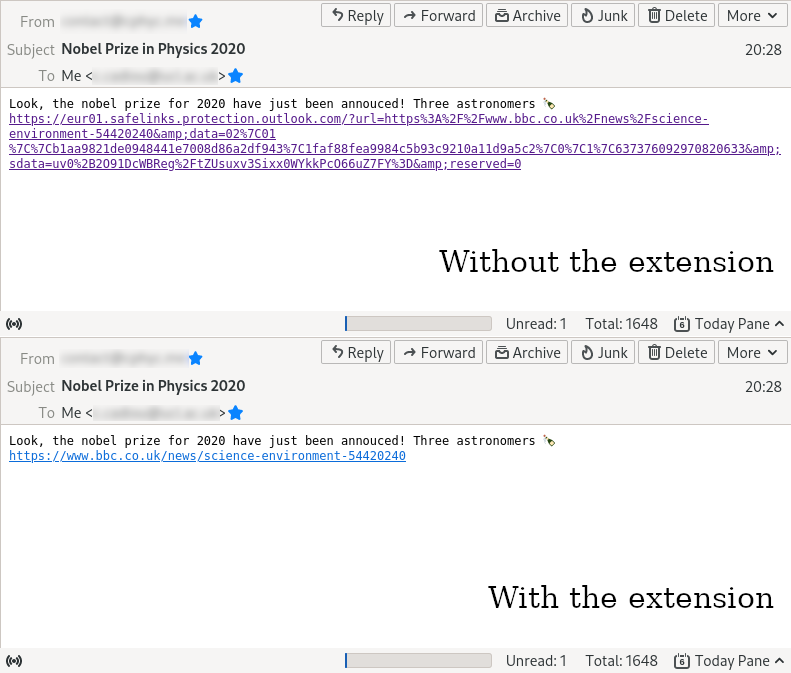 From
Reply Forward Archive Junk Delete More
Subject Nobel Prize in Physics 2020 20:28
To Me < >
Look, the nobel prize for 2020 have just been annouced! Three astronomers 🍾
https://eur01.safelinks.protection.outlook.com/?url=https%3A%2F%2Fwww.bbc.co.uk%2Fnews%2Fscience-
environment-54420240&amp;data=02%7C01
%7C%7Cb1aa9821de0948441e7008d86a2df943%7C1faf88fea9984c5b93c9210a11d9a5c2%7C0%7C1%7C637376092970820633&amp;
sdata=uv0%2B2O91DcWBReg%2FtZUsuxv3Sixx0WYkkPcO66uZ7FY%3D&amp;reserved=0
Without the extension
Unread: 1 Total: 1648 6 Today Pane
From
Reply Forward Archive Junk Delete More
Subject Nobel Prize in Physics 2020 20:28
To Me < >
Look, the nobel prize for 2020 have just been annouced! Three astronomers 🍾
https://www.bbc.co.uk/news/science-environment-54420240
With the extension
Unread: 1 Total: 1648 6 Today Pane